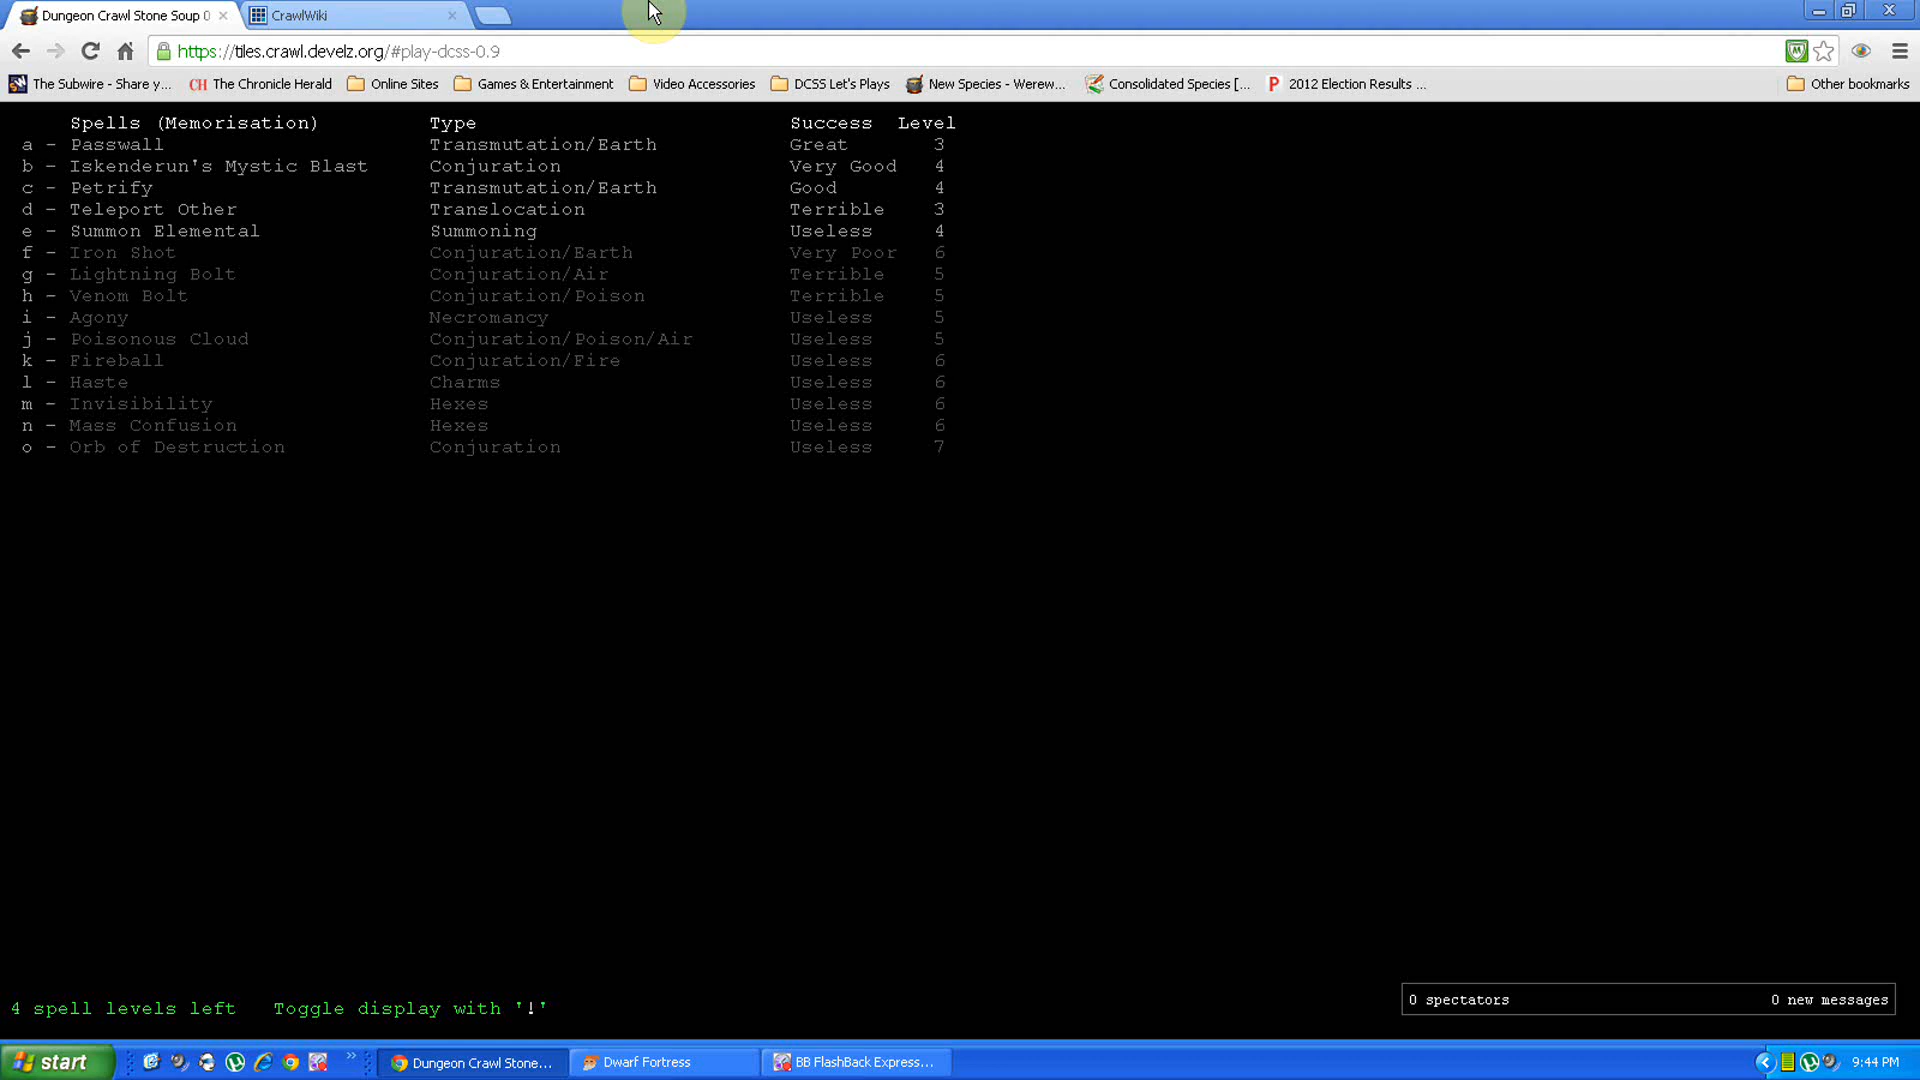 Dungeon Crawl Stone Soup 0
CrawlWiki
https://tiles.crawl.develz.org/#play-dcss-0.9
The Subwire - Share y... CH The Chronicle Herald Online Sites Games & Entertainment Video Accessories DCSS Let's Plays New Species - Werew... Consolidated Species [... P 2012 Election Results ... Other bookmarks
Spells (Memorisation) Type Success Level
a - Passwall Transmutation/Earth Great 3
b - Iskenderun's Mystic Blast Conjuration Very Good 4
c - Petrify Transmutation/Earth Good 4
d - Teleport Other Translocation Terrible 3
e - Summon Elemental Summoning Useless 4
f - Iron Shot Conjuration/Earth Very Poor 6
g - Lightning Bolt Conjuration/Air Terrible 5
h - Venom Bolt Conjuration/Poison Terrible 5
i - Agony Necromancy Useless 5
j - Poisonous Cloud Conjuration/Poison/Air Useless 5
k - Fireball Conjuration/Fire Useless 6
l - Haste Charms Useless 6
m - Invisibility Hexes Useless 6
n - Mass Confusion Hexes Useless 6
o - Orb of Destruction Conjuration Useless 7
0 spectators 0 new messages
4 spell levels left Toggle display with '!'
start Dungeon Crawl Stone... Dwarf Fortress BB FlashBack Express... 9:44 PM